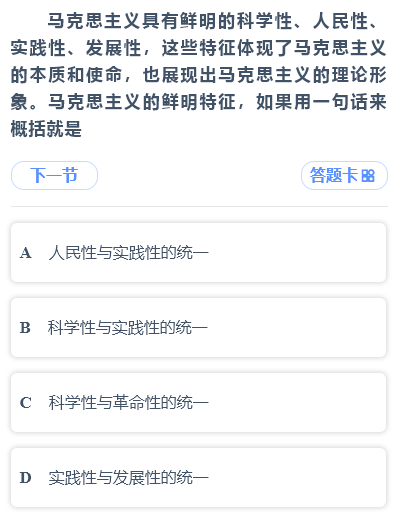 马克思主义具有鲜明的科学性、人民性、
实践性、发展性，这些特征体现了马克思主义
的本质和使命，也展现出马克思主义的理论形
象。马克思主义的鲜明特征，如果用一句话来
概括就是
下一节 答题卡
A 人民性与实践性的统一
B 科学性与实践性的统一
C 科学性与革命性的统一
D 实践性与发展性的统一